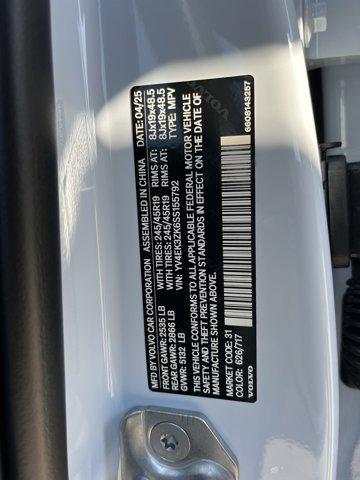 MFD BY VOLVO CAR CORPORATION ASSEMBLED IN CHINA DATE: 04/25
FRONT GAWR: 2535 LB WITH TIRES: 245/45R19 RIMS AT: 8Jx19x48.5
REAR GAWR: 2866 LB WITH TIRES: 245/45R19 RIMS AT: 8Jx19x48.5
GVWR: 5132 LB VIN: YV4EK3ZK6SS155792 TYPE: MPV
THIS VEHICLE CONFORMS TO ALL APPLICABLE FEDERAL MOTOR VEHICLE
SAFETY AND THEFT PREVENTION STANDARDS IN EFFECT ON THE DATE OF
MANUFACTURE SHOWN ABOVE.
MARKET CODE: 31
COLOR: 626/717
VOLVO 6608143257